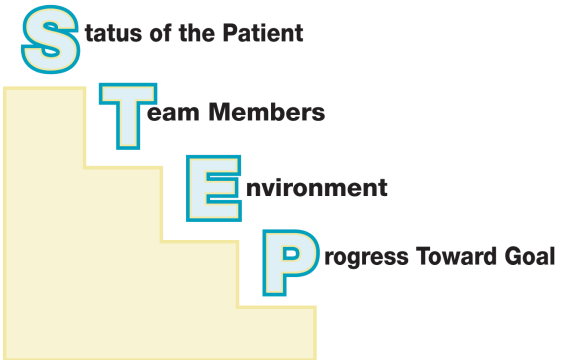 Status of the Patient
Team Members
Environment
Progress Toward Goal